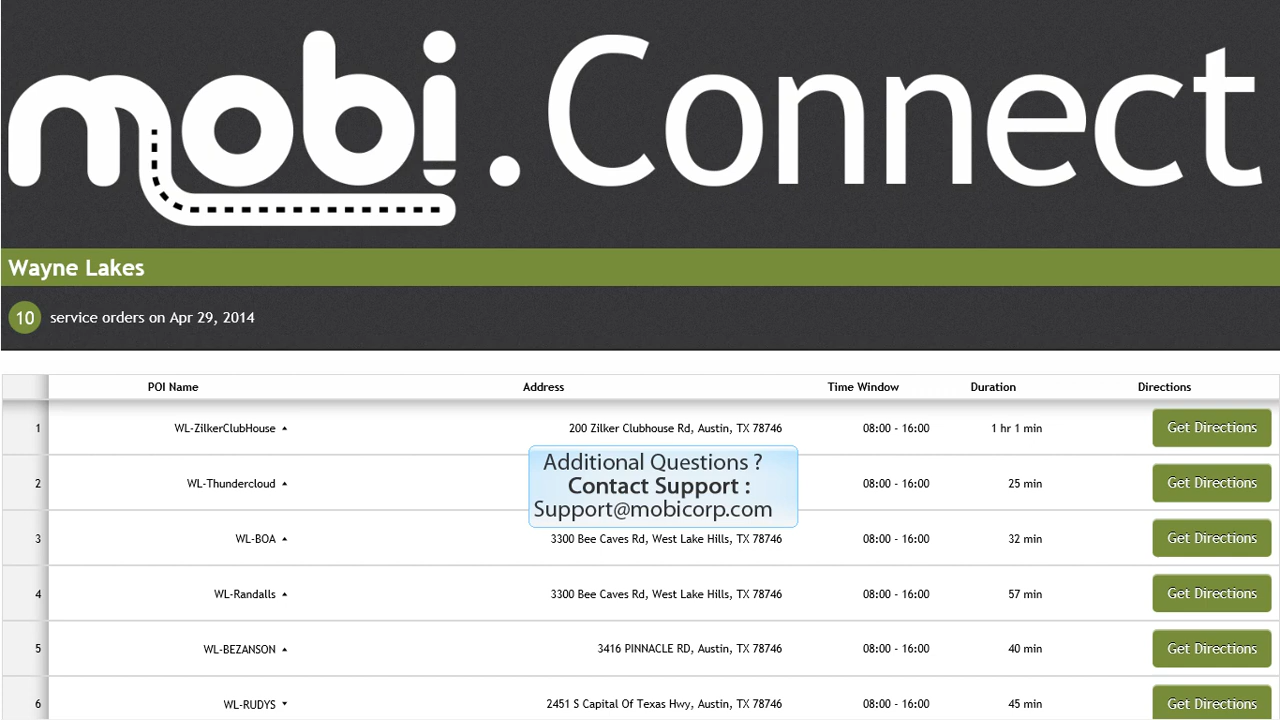 mobi.Connect
Wayne Lakes
10 service orders on Apr 29, 2014
POI Name Address Time Window Duration Directions
1 WL-ZilkerClubHouse 200 Zilker Clubhouse Rd, Austin, TX 78746 08:00 - 16:00 1 hr 1 min Get Directions
Additional Questions ?
Contact Support :
Support@mobicorp.com
2 WL-Thundercloud 08:00 - 16:00 25 min Get Directions
3 WL-BOA 3300 Bee Caves Rd, West Lake Hills, TX 78746 08:00 - 16:00 32 min Get Directions
4 WL-Randalls 3300 Bee Caves Rd, West Lake Hills, TX 78746 08:00 - 16:00 57 min Get Directions
5 WL-BEZANSON 3416 PINNACLE RD, Austin, TX 78746 08:00 - 16:00 40 min Get Directions
6 WL-RUDYS 2451 S Capital Of Texas Hwy, Austin, TX 78746 08:00 - 16:00 45 min Get Directions